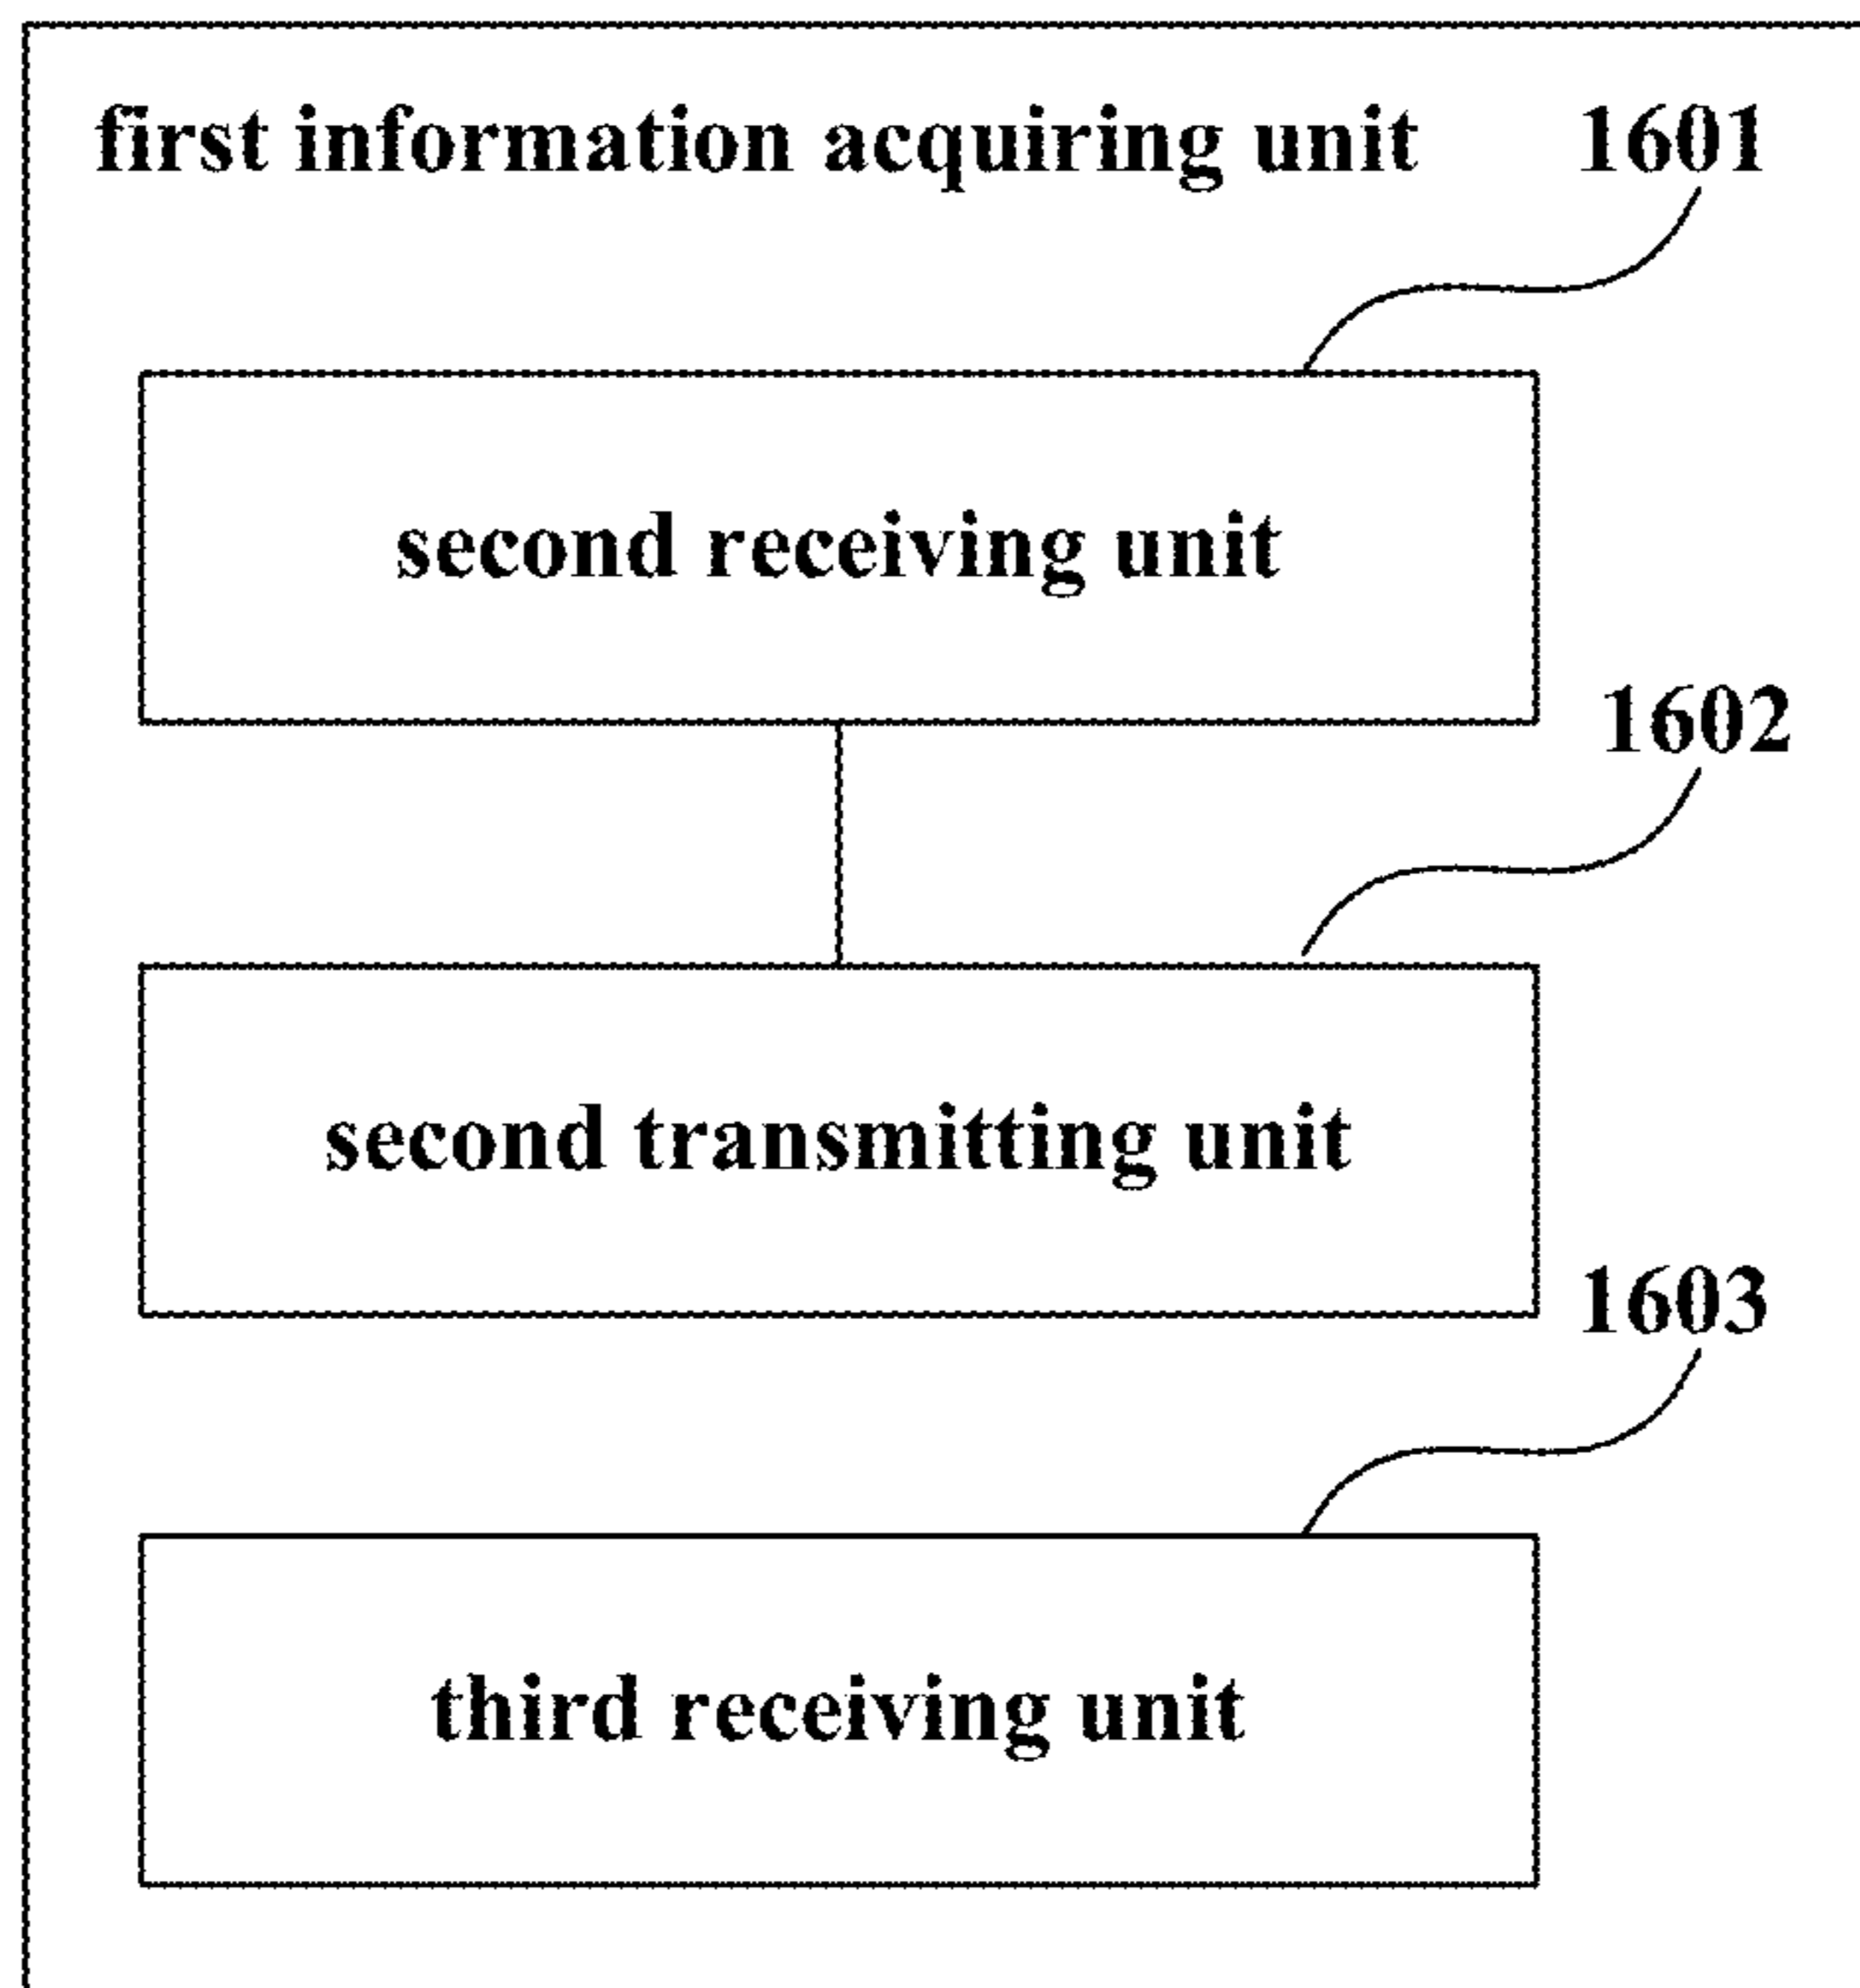 first information acquiring unit 1601
second receiving unit
1602
second transmitting unit
1603
third receiving unit